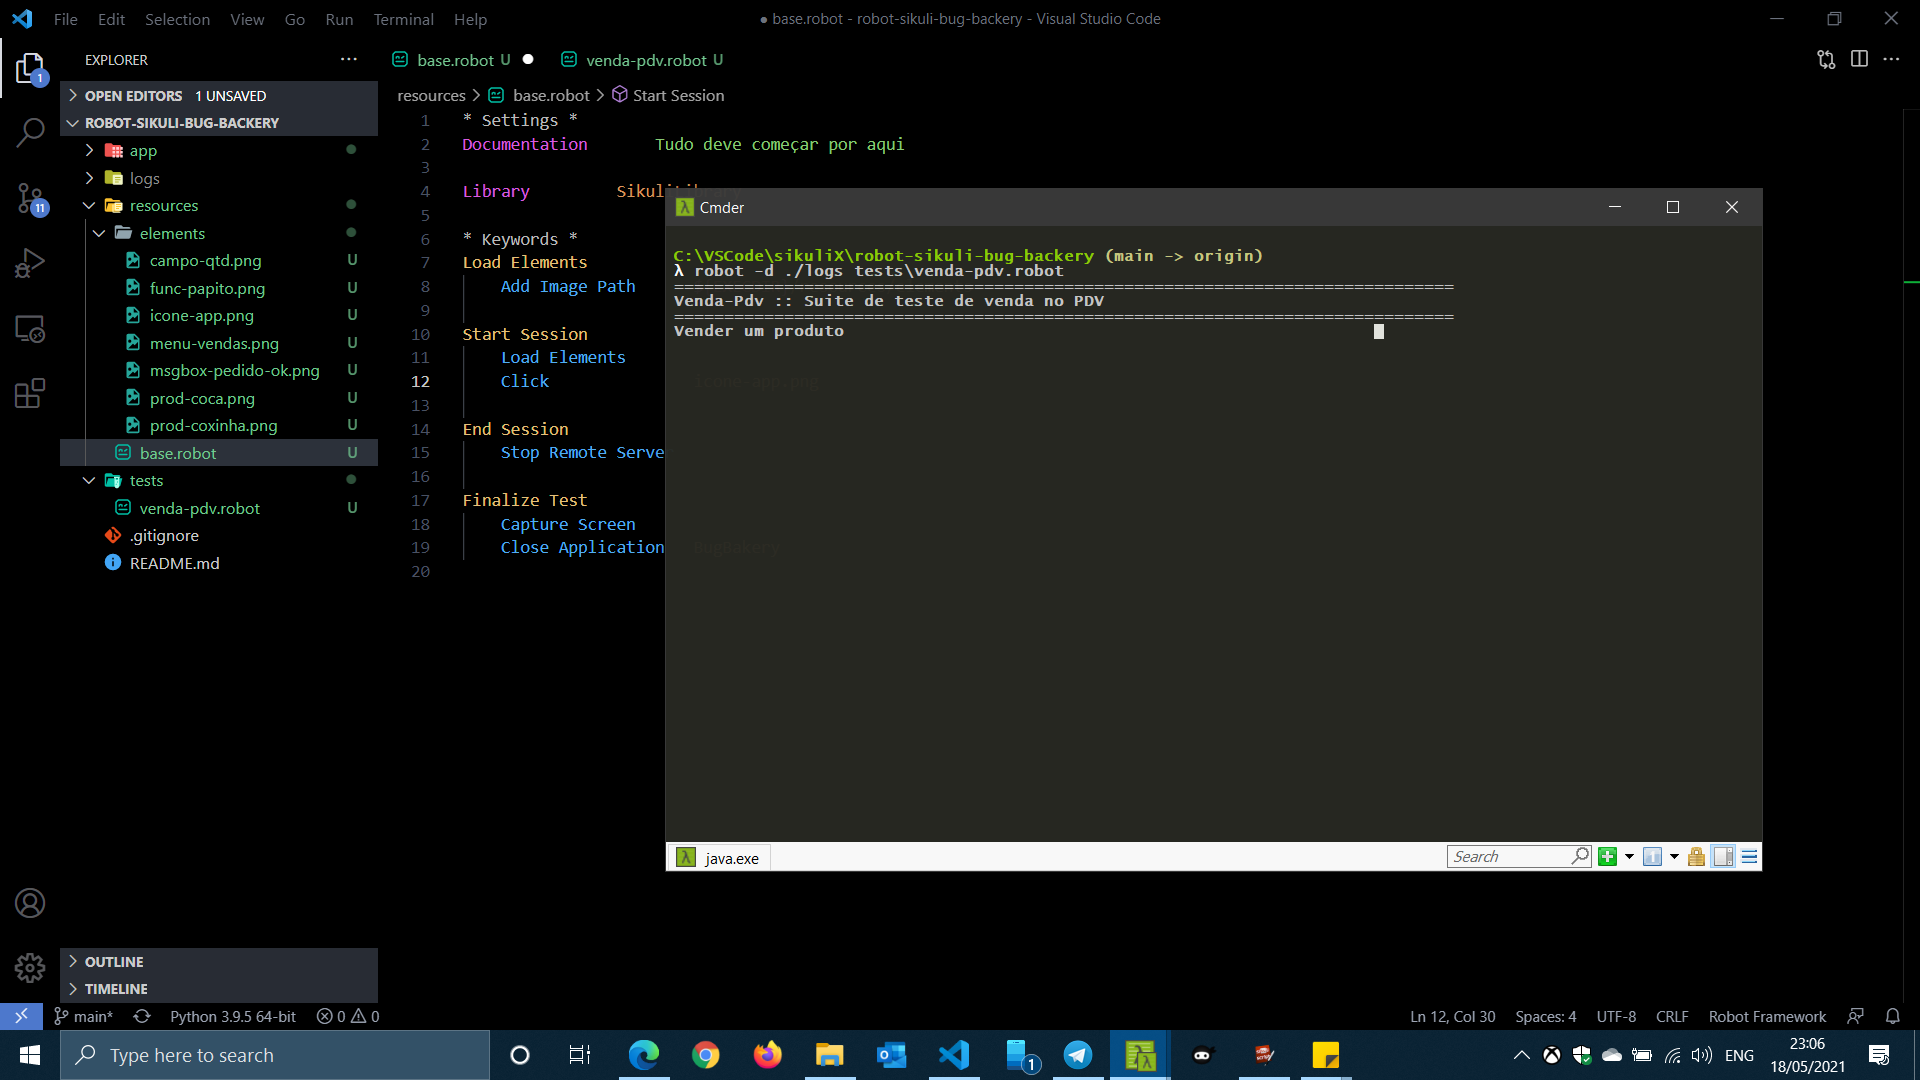 File Edit Selection View Go Run Terminal Help
● base.robot - robot-sikuli-bug-backery - Visual Studio Code
EXPLORER
OPEN EDITORS 1 UNSAVED
ROBOT-SIKULI-BUG-BACKERY
app
logs
resources
elements
campo-qtd.png U
func-papito.png U
icone-app.png U
menu-vendas.png U
msgbox-pedido-ok.png U
prod-coca.png U
prod-coxinha.png U
base.robot U
tests
venda-pdv.robot U
.gitignore
README.md
OUTLINE
TIMELINE
1
11
base.robot U
venda-pdv.robot U
resources > base.robot > Start Session
1 * Settings *
2 Documentation Tudo deve começar por aqui
3
4 Library SikuliLibrary
5
6 * Keywords *
7 Load Elements
8 Add Image Path
9
10 Start Session
11 Load Elements
12 Click icone-app.png
13
14 End Session
15 Stop Remote Serve
16
17 Finalize Test
18 Capture Screen
19 Close Application BugBakery
20
Cmder
C:\VSCode\sikuliX\robot-sikuli-bug-backery (main -> origin)
λ robot -d ./logs tests\venda-pdv.robot
==============================================================================
Venda-Pdv :: Suite de teste de venda no PDV
==============================================================================
Vender um produto
java.exe
Search
main* Python 3.9.5 64-bit 0 0
Ln 12, Col 30 Spaces: 4 UTF-8 CRLF Robot Framework
Type here to search
1
ENG
23:06
18/05/2021